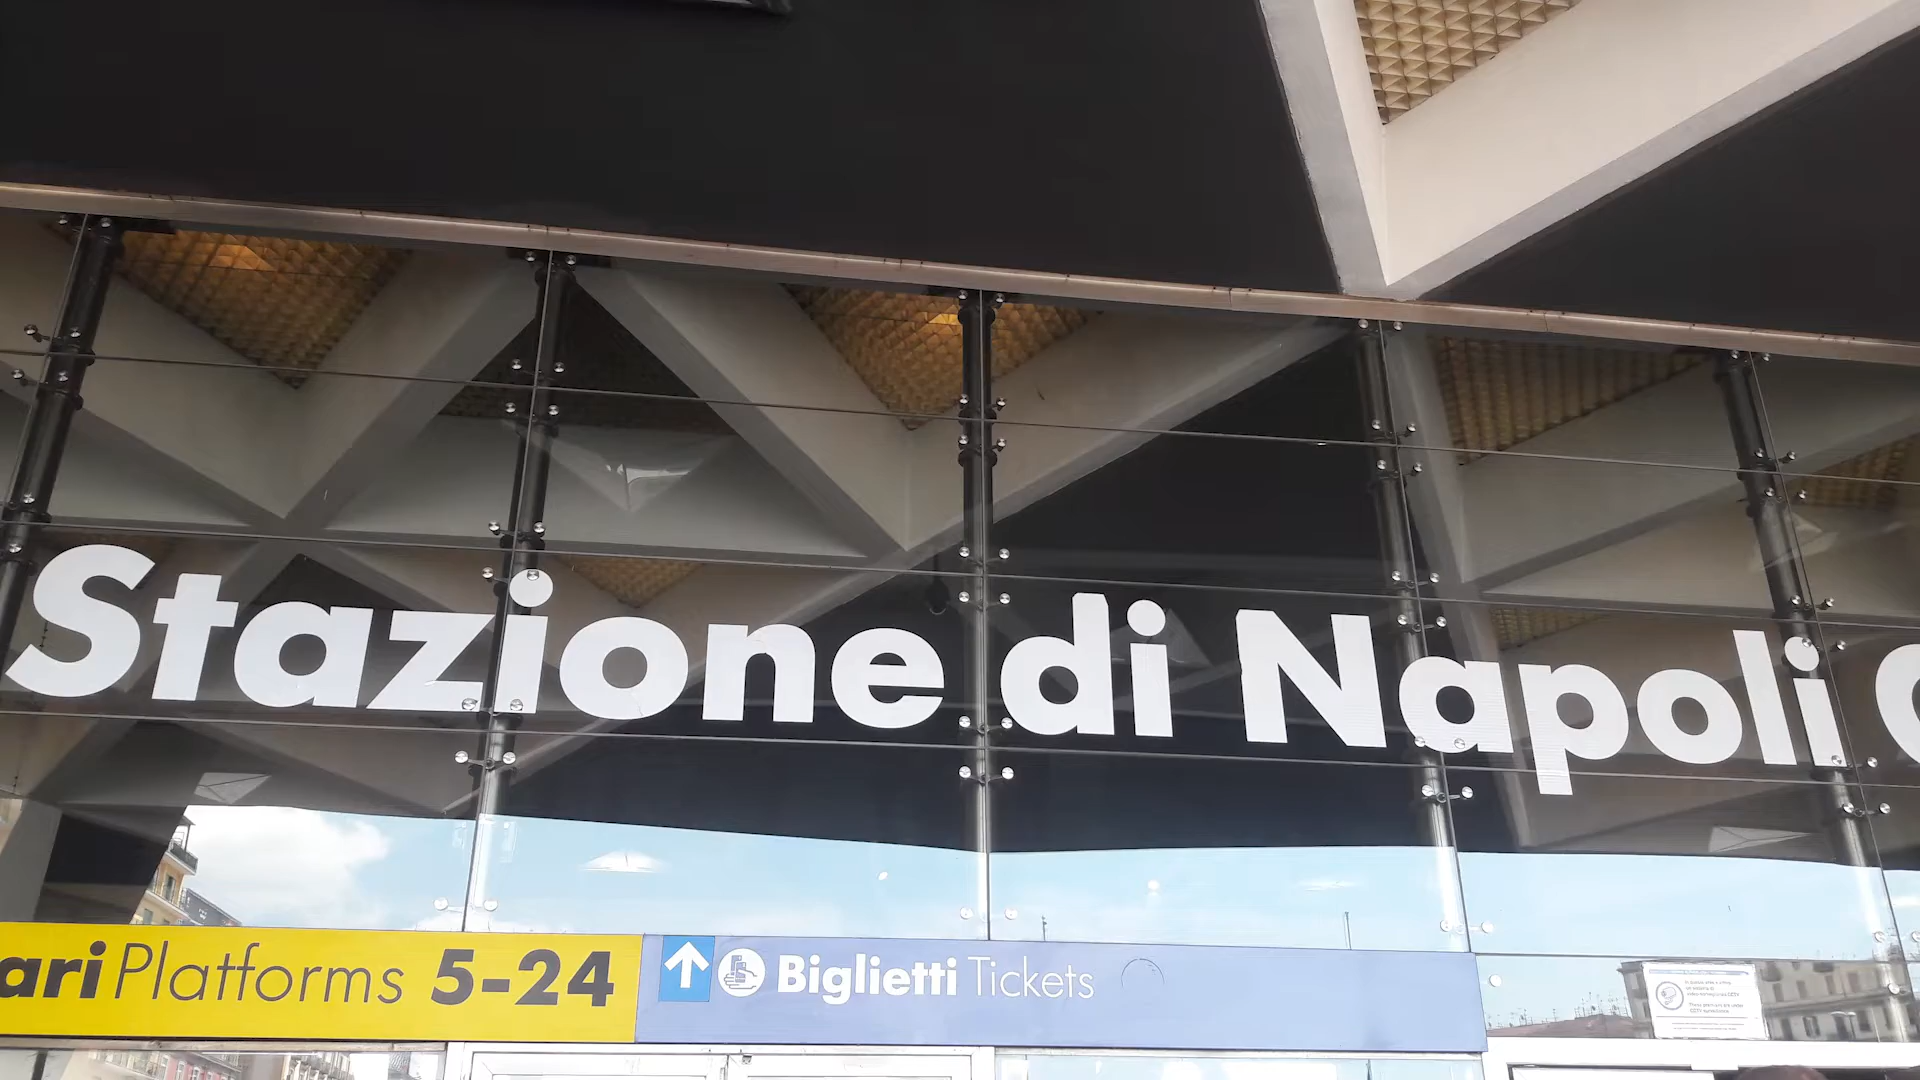 Stazione di Napoli
ari Platforms 5-24
Biglietti Tickets